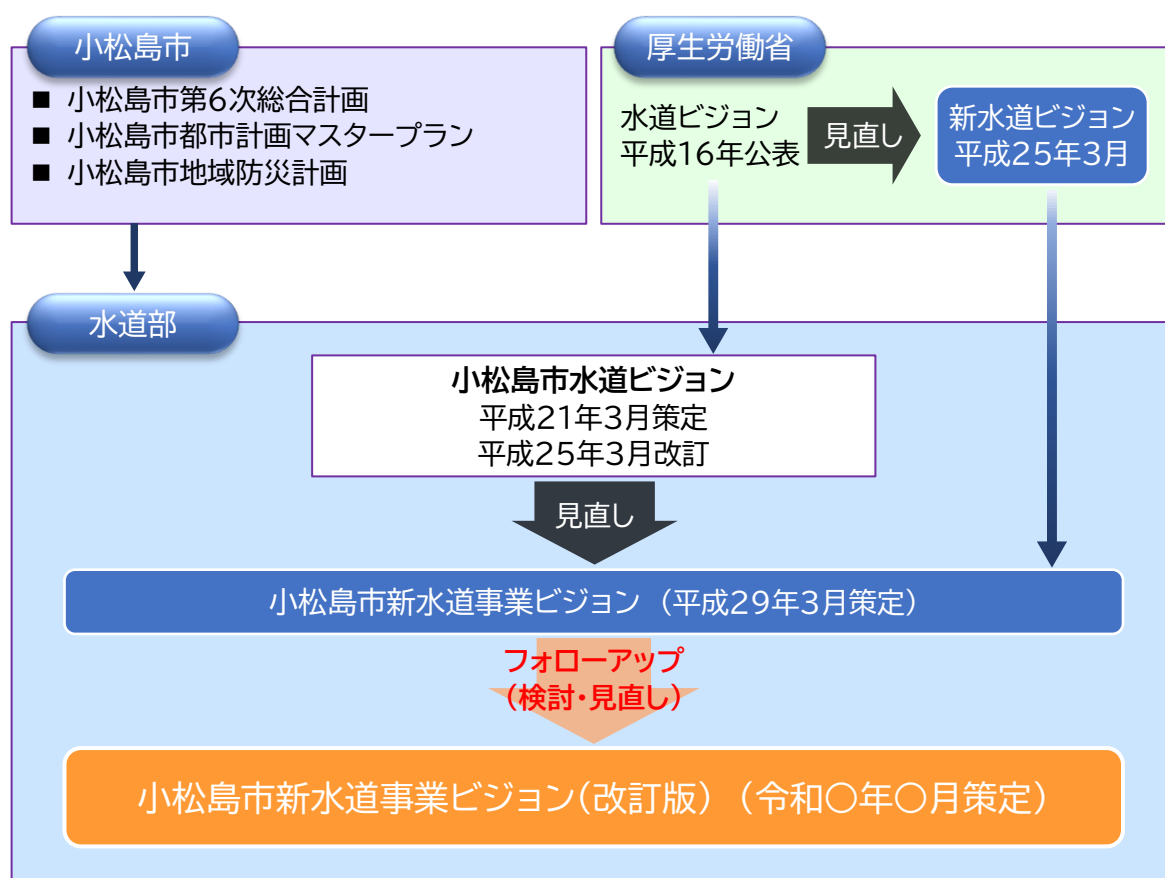 小松島市
■ 小松島市第6次総合計画
■ 小松島市都市計画マスタープラン
■ 小松島市地域防災計画
厚生労働省
水道ビジョン
平成16年公表
見直し
新水道ビジョン
平成25年3月
水道部
小松島市水道ビジョン
平成21年3月策定
平成25年3月改訂
見直し
小松島市新水道事業ビジョン（平成29年3月策定）
フォローアップ
（検討・見直し）
小松島市新水道事業ビジョン（改訂版）（令和○年○月策定）